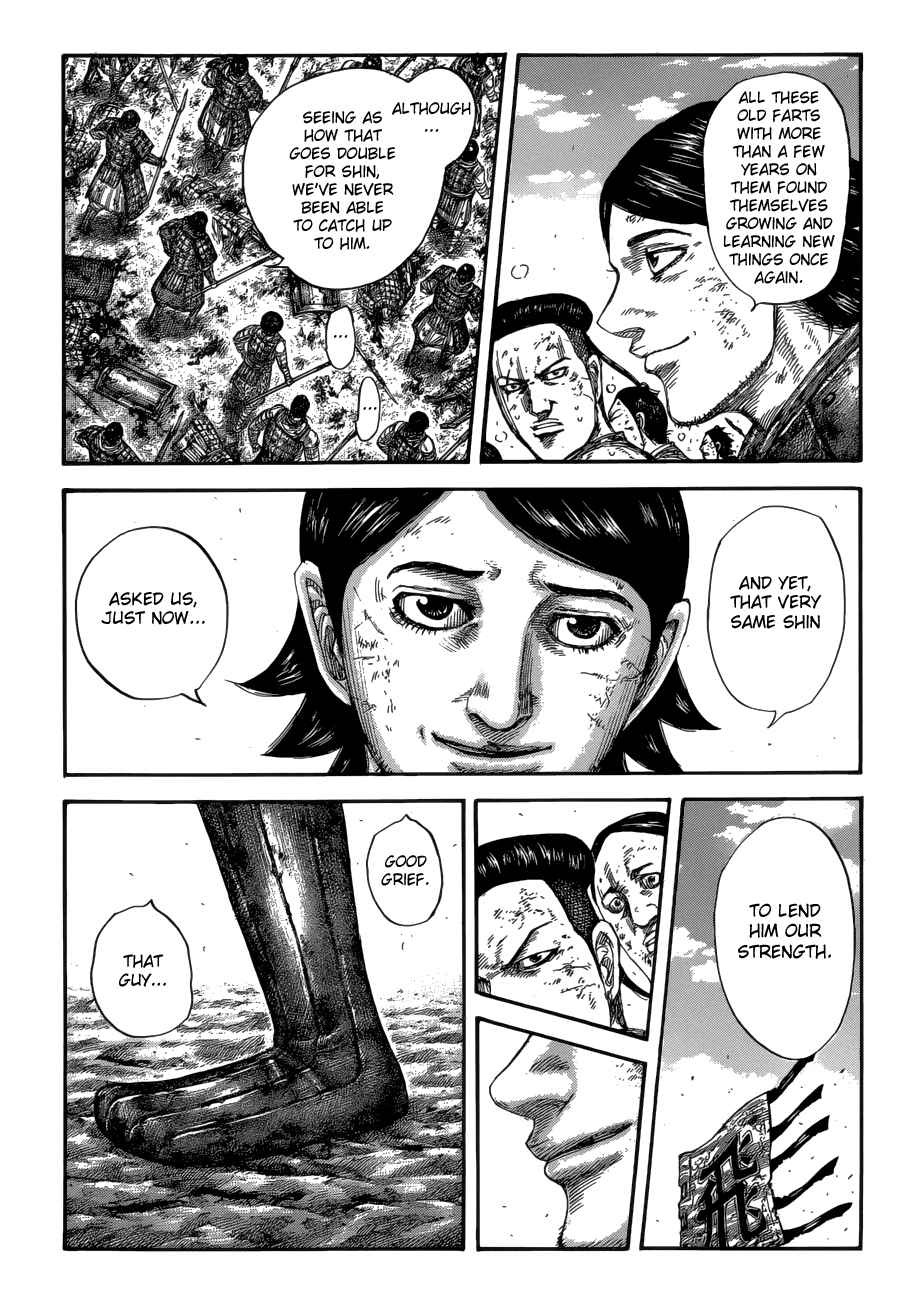 ALL THESE
OLD FARTS
WITH MORE
THAN A FEW
YEARS ON
THEM FOUND
THEMSELVES
GROWING AND
LEARNING NEW
THINGS ONCE
AGAIN.
ALTHOUGH
...
SEEING AS
HOW THAT
GOES DOUBLE
FOR SHIN,
WE'VE NEVER
BEEN ABLE
TO CATCH UP
TO HIM.
...
...
AND YET,
THAT VERY
SAME SHIN
ASKED US,
JUST NOW...
TO LEND
HIM OUR
STRENGTH.
飛
GOOD
GRIEF.
THAT
GUY...